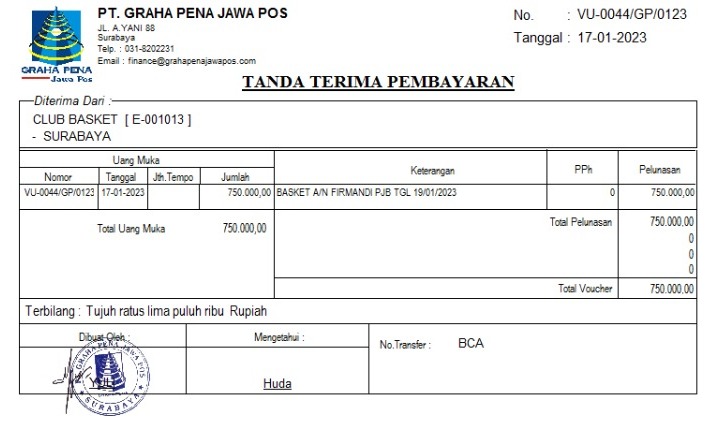 PT. GRAHA PENA JAWA POS
JL. A.YANI 88
Surabaya
Telp. : 031-8202231
Email : finance@grahapenajawapos.com
GRAHA PENA
Jawa Pos
No. : VU-0044/GP/0123
Tanggal : 17-01-2023
TANDA TERIMA PEMBAYARAN
Diterima Dari :
CLUB BASKET [ E-001013 ]
- SURABAYA
Uang Muka Keterangan PPh Pelunasan
Nomor Tanggal Jth.Tempo Jumlah
VU-0044/GP/0123 17-01-2023 750.000,00 BASKET A/N FIRMANDI PJB TGL 19/01/2023 0 750.000,00
Total Uang Muka 750.000,00 Total Pelunasan 750.000,00
0
0
0
Total Voucher 750.000,00
Terbilang : Tujuh ratus lima puluh ribu Rupiah
Dibuat Oleh : Mengetahui : No.Transfer : BCA
PT. GRAHA PENA JAWA POS
SURABAYA
Huda